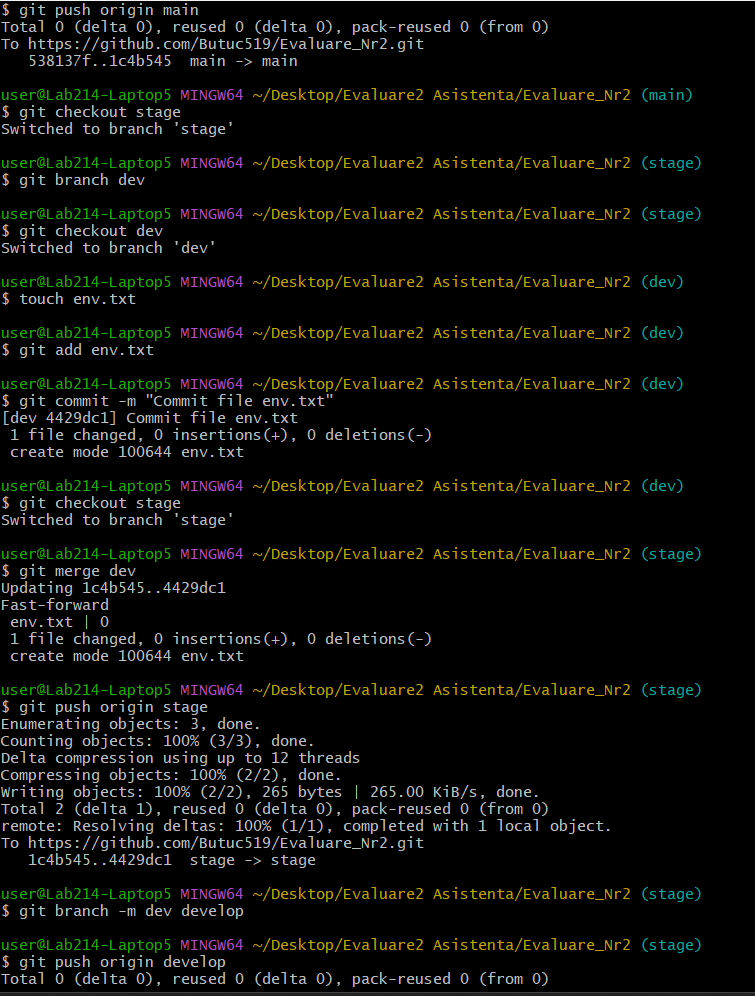 $ git push origin main
Total 0 (delta 0), reused 0 (delta 0), pack-reused 0 (from 0)
To https://github.com/Butuc519/Evaluare_Nr2.git
   538137f..1c4b545  main -> main

user@Lab214-Laptop5 MINGW64 ~/Desktop/Evaluare2 Asistenta/Evaluare_Nr2 (main)
$ git checkout stage
Switched to branch 'stage'

user@Lab214-Laptop5 MINGW64 ~/Desktop/Evaluare2 Asistenta/Evaluare_Nr2 (stage)
$ git branch dev

user@Lab214-Laptop5 MINGW64 ~/Desktop/Evaluare2 Asistenta/Evaluare_Nr2 (stage)
$ git checkout dev
Switched to branch 'dev'

user@Lab214-Laptop5 MINGW64 ~/Desktop/Evaluare2 Asistenta/Evaluare_Nr2 (dev)
$ touch env.txt

user@Lab214-Laptop5 MINGW64 ~/Desktop/Evaluare2 Asistenta/Evaluare_Nr2 (dev)
$ git add env.txt

user@Lab214-Laptop5 MINGW64 ~/Desktop/Evaluare2 Asistenta/Evaluare_Nr2 (dev)
$ git commit -m "Commit file env.txt"
[dev 4429dc1] Commit file env.txt
 1 file changed, 0 insertions(+), 0 deletions(-)
 create mode 100644 env.txt

user@Lab214-Laptop5 MINGW64 ~/Desktop/Evaluare2 Asistenta/Evaluare_Nr2 (dev)
$ git checkout stage
Switched to branch 'stage'

user@Lab214-Laptop5 MINGW64 ~/Desktop/Evaluare2 Asistenta/Evaluare_Nr2 (stage)
$ git merge dev
Updating 1c4b545..4429dc1
Fast-forward
 env.txt | 0
 1 file changed, 0 insertions(+), 0 deletions(-)
 create mode 100644 env.txt

user@Lab214-Laptop5 MINGW64 ~/Desktop/Evaluare2 Asistenta/Evaluare_Nr2 (stage)
$ git push origin stage
Enumerating objects: 3, done.
Counting objects: 100% (3/3), done.
Delta compression using up to 12 threads
Compressing objects: 100% (2/2), done.
Writing objects: 100% (2/2), 265 bytes | 265.00 KiB/s, done.
Total 2 (delta 1), reused 0 (delta 0), pack-reused 0 (from 0)
remote: Resolving deltas: 100% (1/1), completed with 1 local object.
To https://github.com/Butuc519/Evaluare_Nr2.git
   1c4b545..4429dc1  stage -> stage

user@Lab214-Laptop5 MINGW64 ~/Desktop/Evaluare2 Asistenta/Evaluare_Nr2 (stage)
$ git branch -m dev develop

user@Lab214-Laptop5 MINGW64 ~/Desktop/Evaluare2 Asistenta/Evaluare_Nr2 (stage)
$ git push origin develop
Total 0 (delta 0), reused 0 (delta 0), pack-reused 0 (from 0)